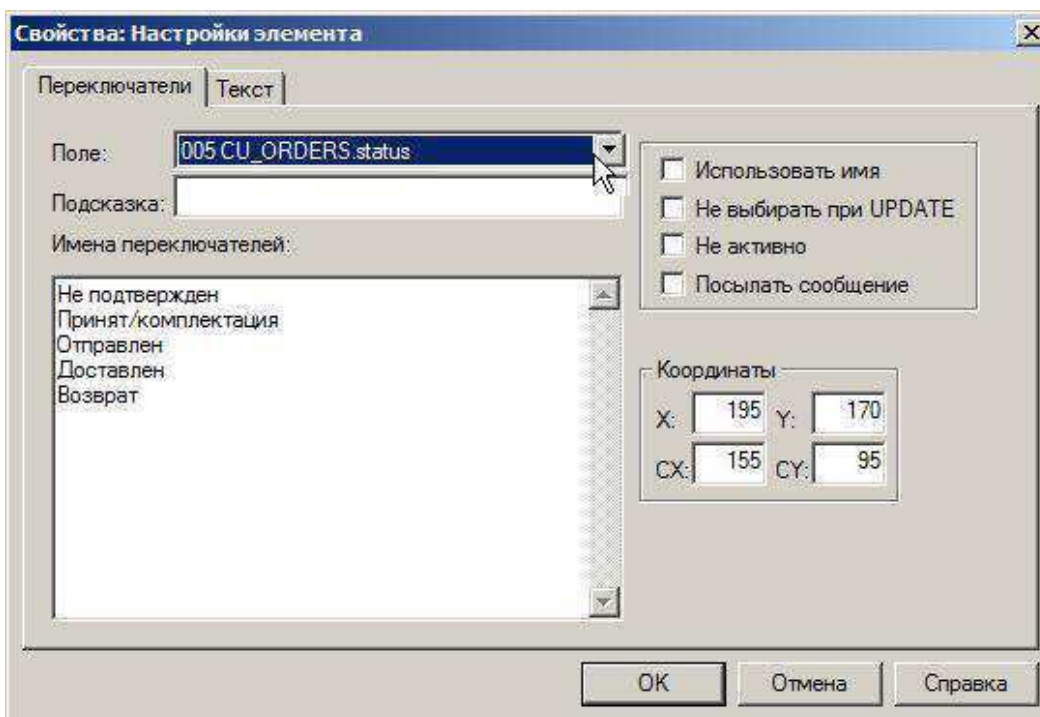 Свойства: Настройки элемента
Переключатели Текст
Поле: 005 CU_ORDERS.status
Подсказка:
Имена переключателей:
Не подтвержден
Принят/комплектация
Отправлен
Доставлен
Возврат
Использовать имя
Не выбирать при UPDATE
Не активно
Посылать сообщение
Координаты
X: 195 Y: 170
CX: 155 CY: 95
OK Отмена Справка